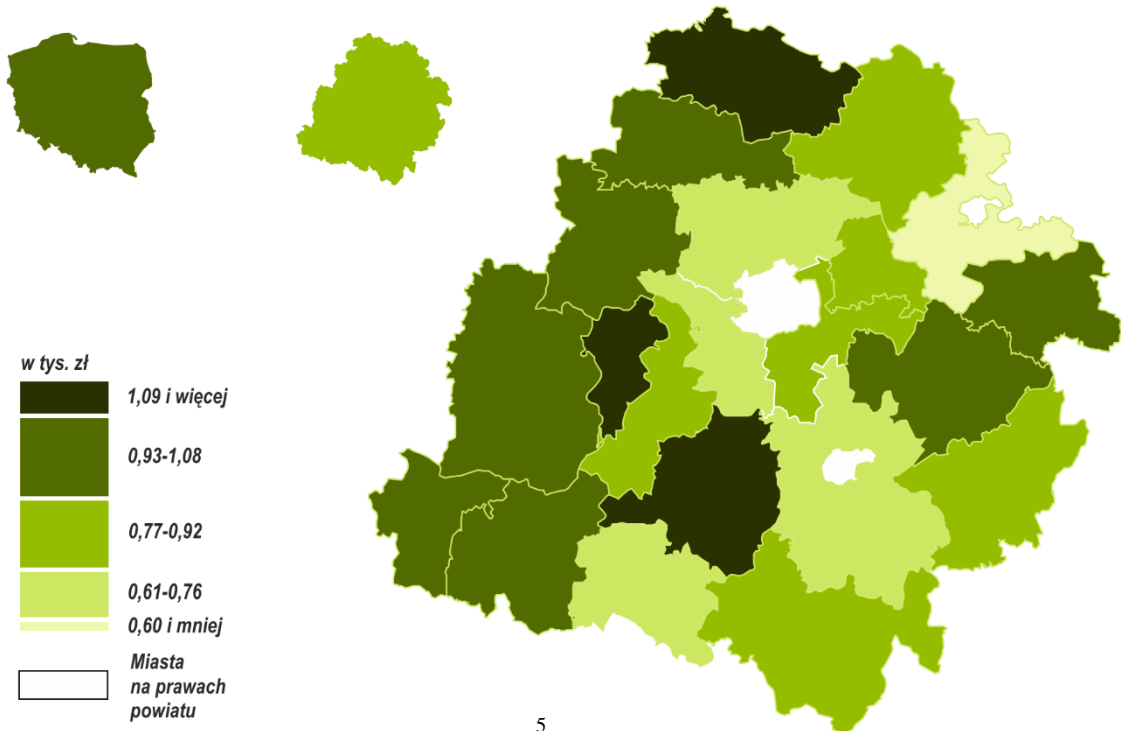 w tys. zł
1,09 i więcej
0,93-1,08
0,77-0,92
0,61-0,76
0,60 i mniej
Miasta
na prawach
powiatu
5